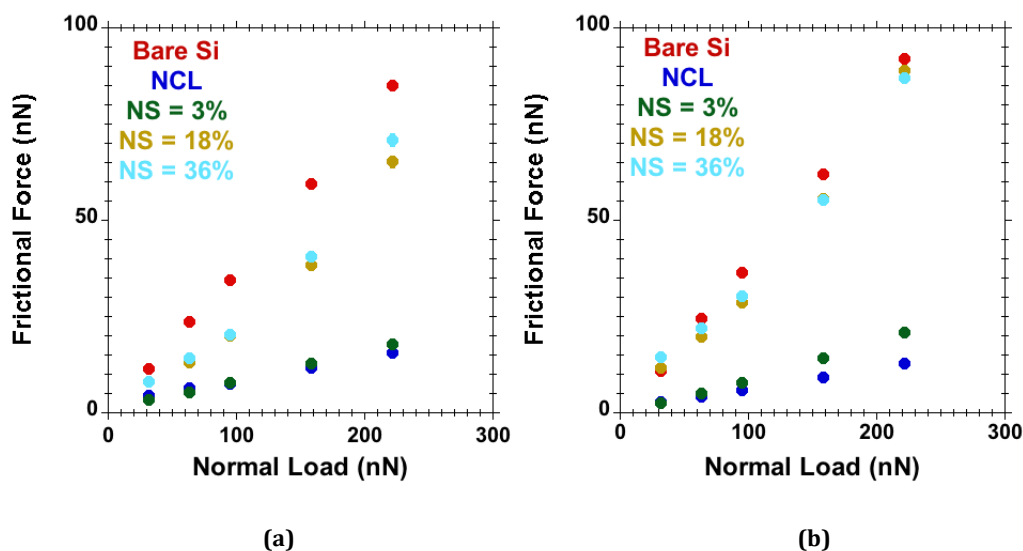 100
Bare Si
NCL
NS = 3%
NS = 18%
NS = 36%
50
0
0
100
200
300
Frictional Force (nN)
Normal Load (nN)
(a)
100
Bare Si
NCL
NS = 3%
NS = 18%
NS = 36%
50
0
0
100
200
300
Frictional Force (nN)
Normal Load (nN)
(b)